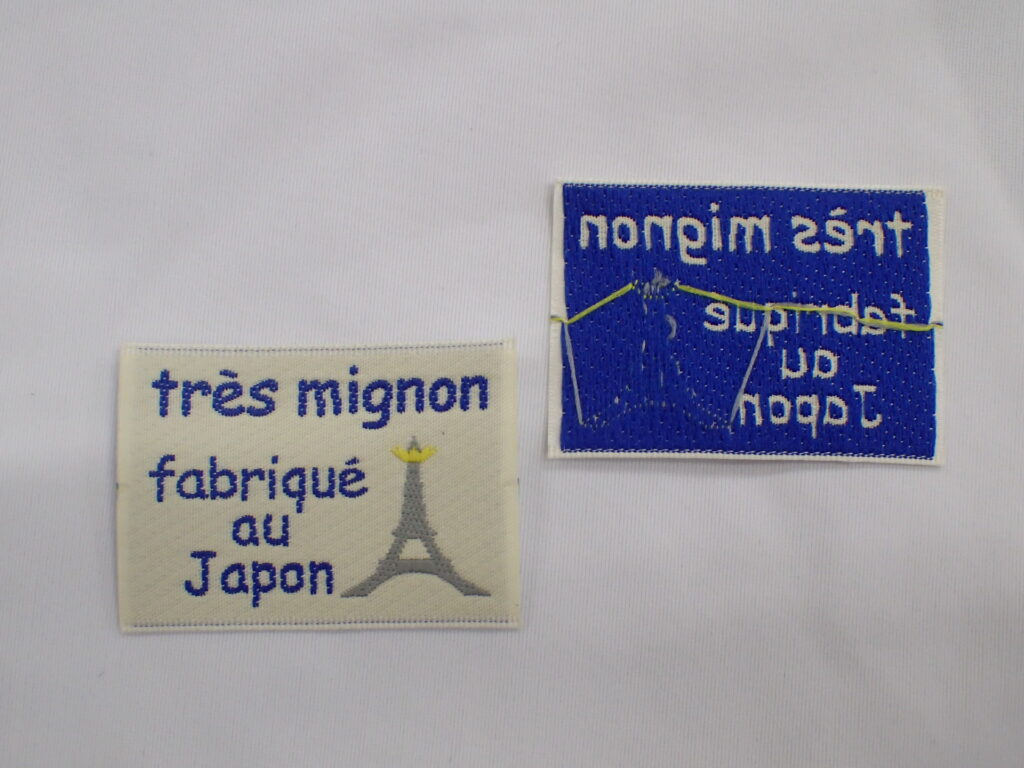 très mignon
fabriqué
au
Japon
très mignon
fabriqué
au
Japon